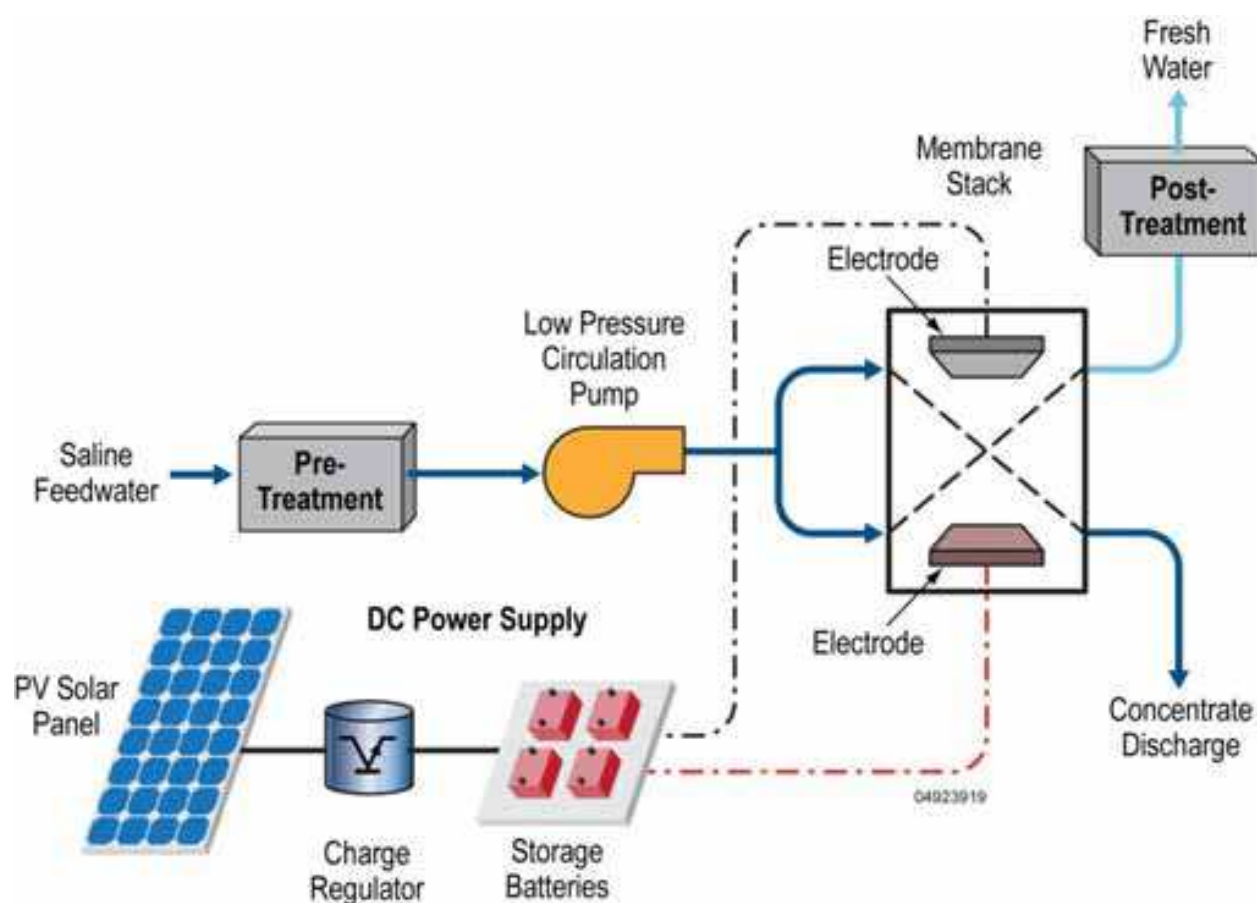 Fresh
Water
Membrane
Stack
Post-
Treatment
Electrode
Low Pressure
Circulation
Pump
Saline
Feedwater
Pre-
Treatment
DC Power Supply
Electrode
PV Solar
Panel
Concentrate
Discharge
04923919
Charge
Regulator
Storage
Batteries